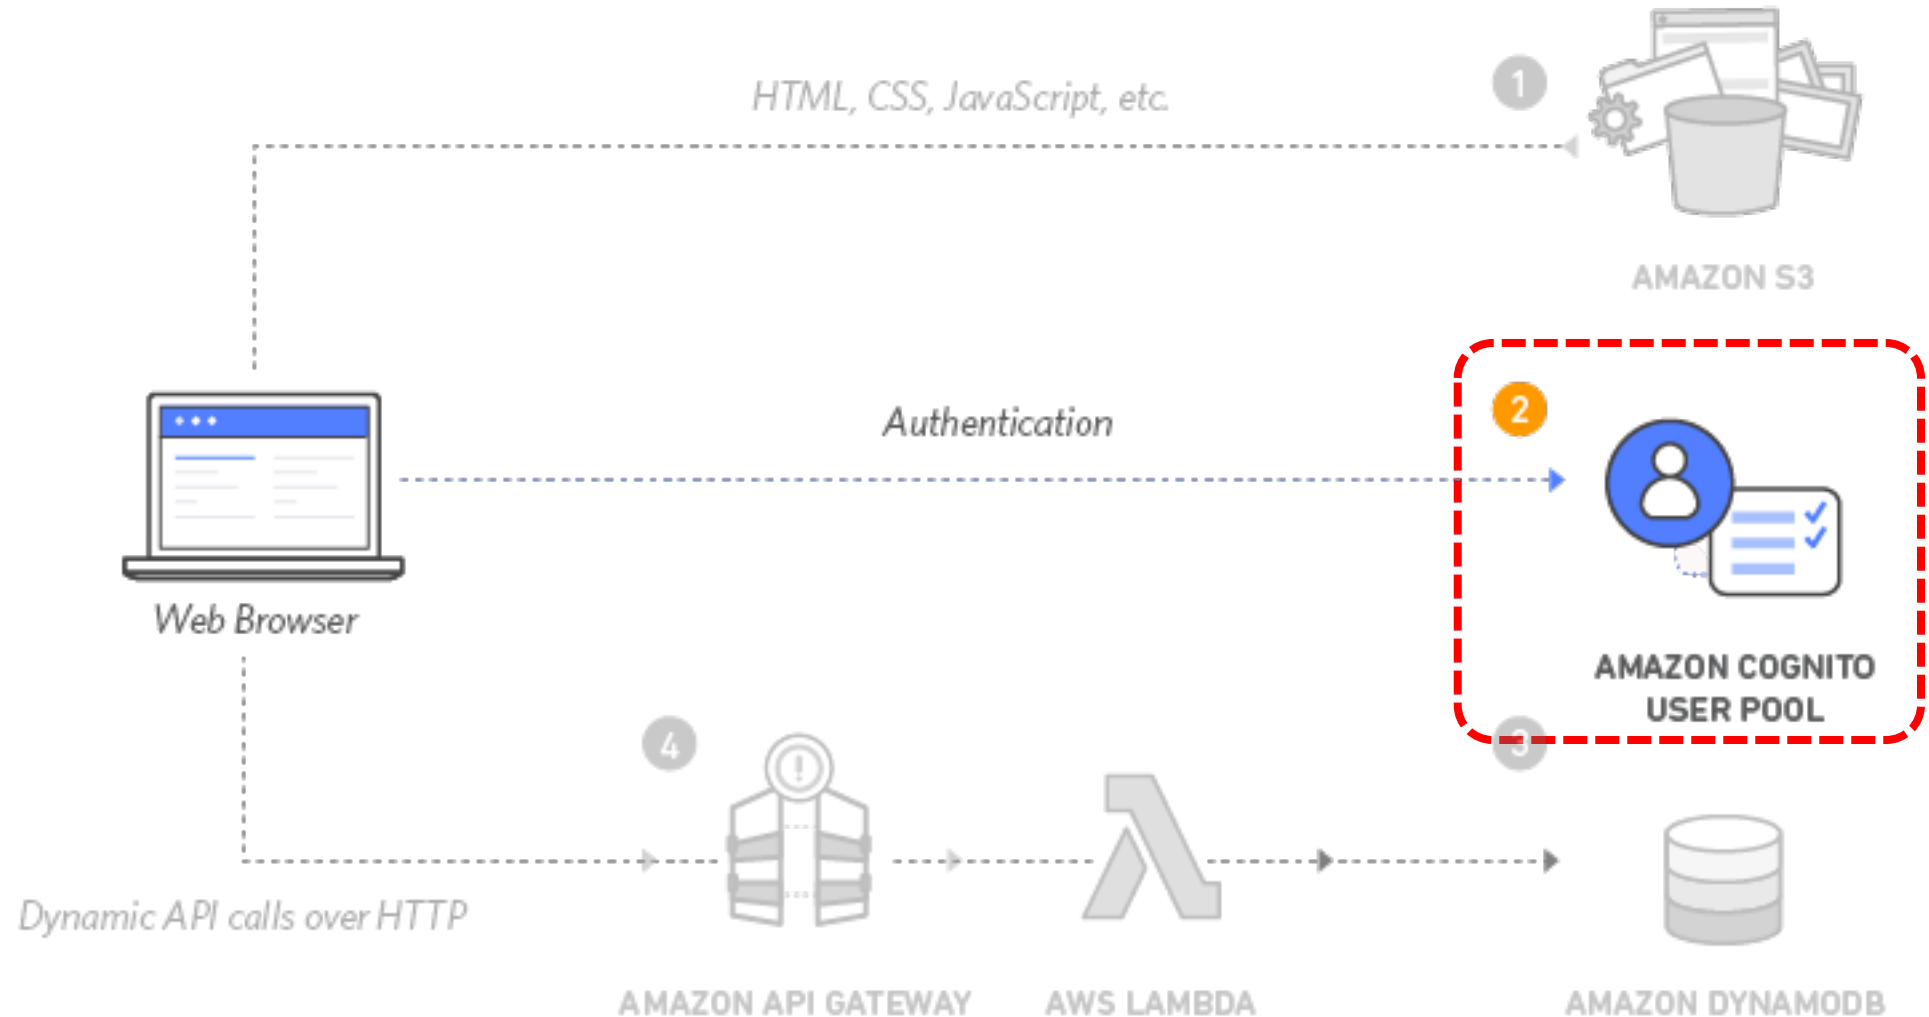 HTML, CSS, JavaScript, etc.
1
AMAZON S3
Authentication
2
Web Browser
AMAZON COGNITO
USER POOL
4
3
Dynamic API calls over HTTP
AMAZON API GATEWAY
AWS LAMBDA
AMAZON DYNAMODB